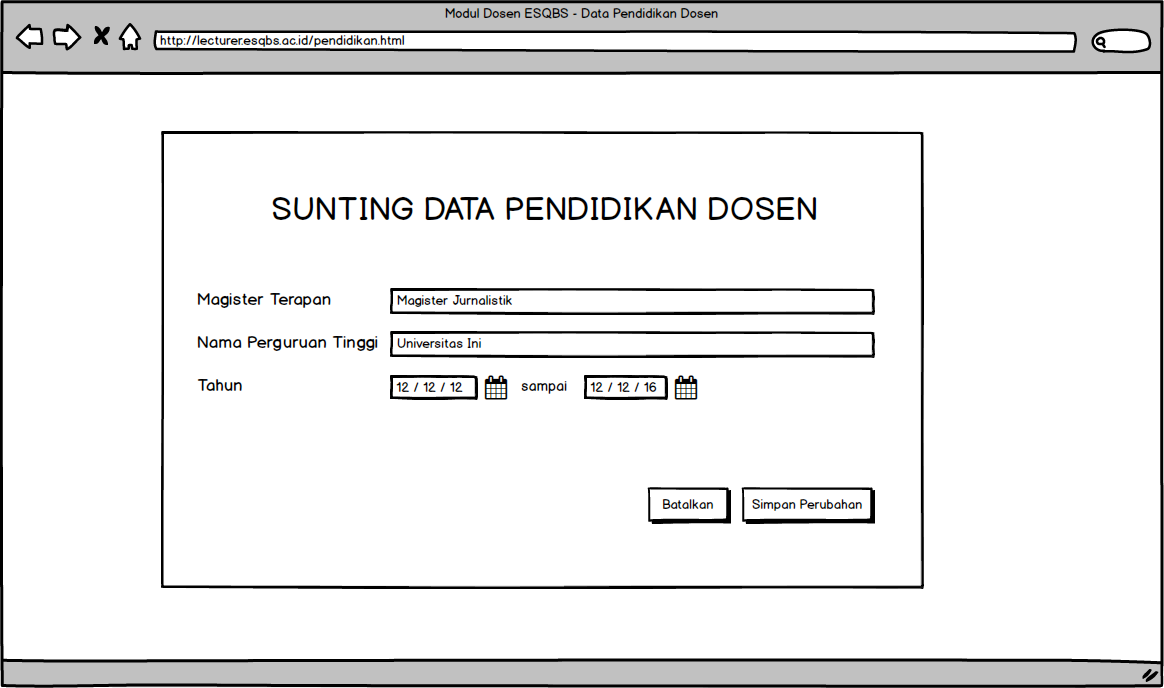 Modul Dosen ESQBS - Data Pendidikan Dosen
http://lecturer.esqbs.ac.id/pendidikan.html
SUNTING DATA PENDIDIKAN DOSEN
Magister Terapan Magister Jurnalistik
Nama Perguruan Tinggi Universitas Ini
Tahun 12 / 12 / 12 sampai 12 / 12 / 16
Batalkan Simpan Perubahan